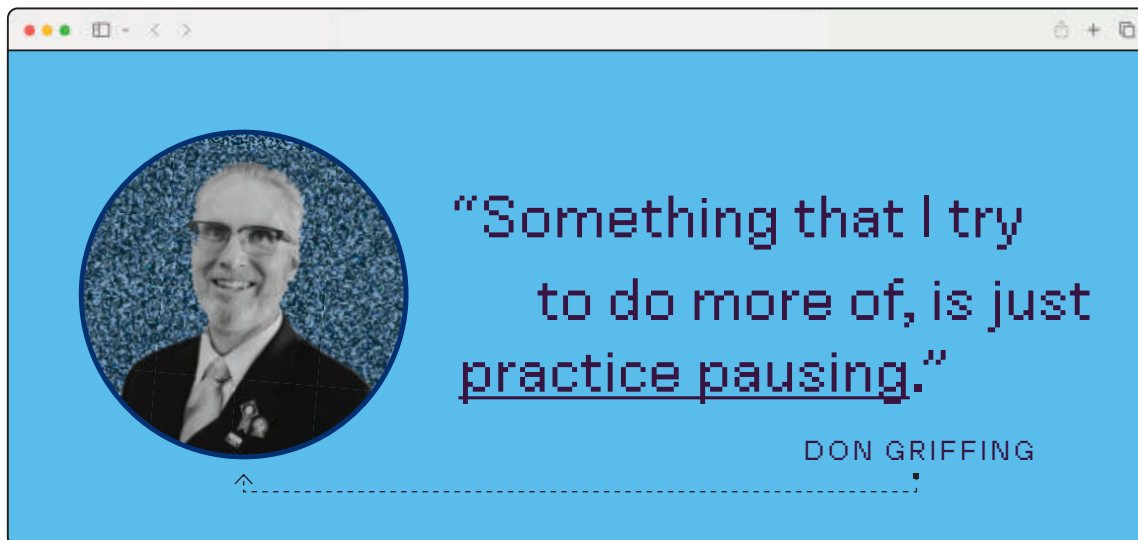 “Something that I try
to do more of, is just
practice pausing.”
DON GRIFFING